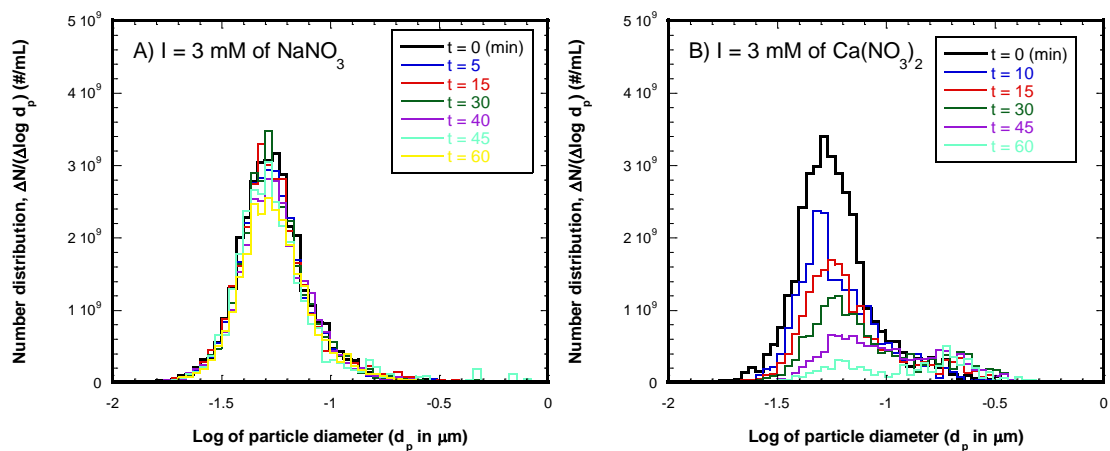 A) I = 3 mM of NaNO3
t = 0 (min)
t = 5
t = 15
t = 30
t = 40
t = 45
t = 60
Number distribution, ΔN/(Δlog dp) (#/mL)
5 10⁹
4 10⁹
3 10⁹
2 10⁹
1 10⁹
0
-2
-1.5
-1
-0.5
0
Log of particle diameter (dp in μm)
B) I = 3 mM of Ca(NO3)2
t = 0 (min)
t = 10
t = 15
t = 30
t = 45
t = 60
Number distribution, ΔN/(Δlog dp) (#/mL)
5 10⁹
4 10⁹
3 10⁹
2 10⁹
1 10⁹
0
-2
-1.5
-1
-0.5
0
Log of particle diameter (dp in μm)